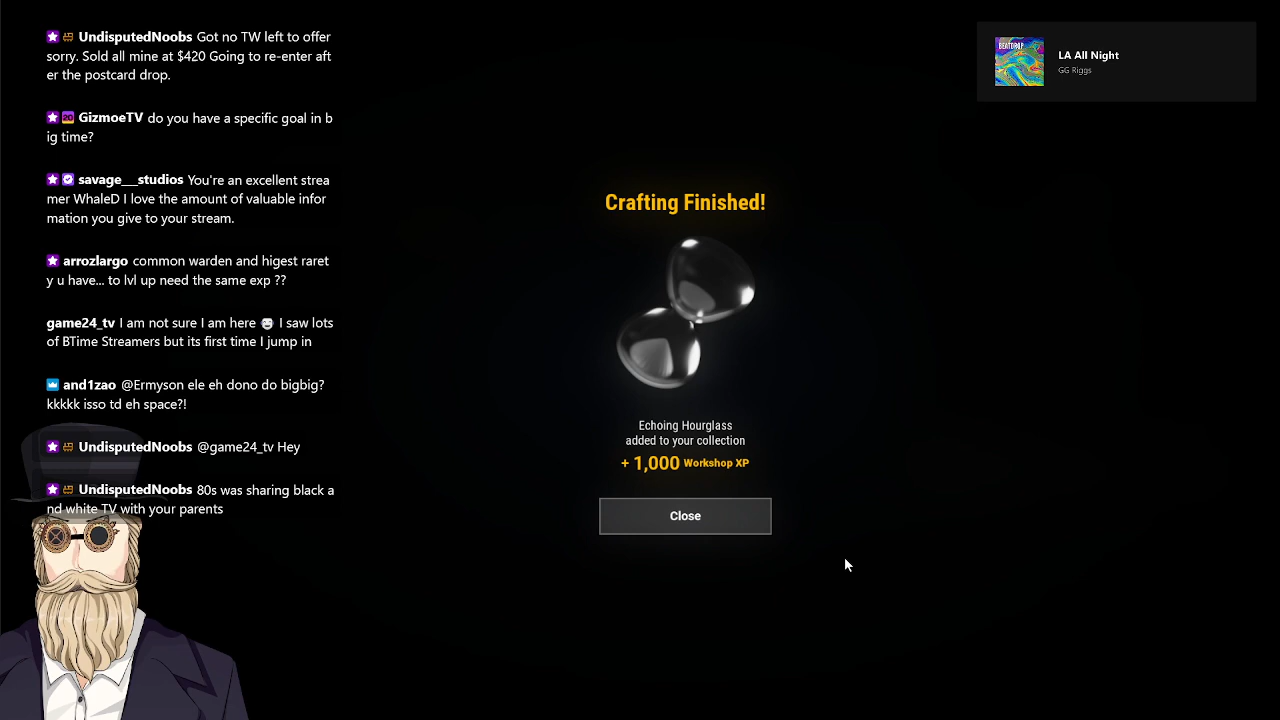 UndisputedNoobs Got no TW left to offer
sorry. Sold all mine at $420 Going to re-enter aft
er the postcard drop.
GizmoeTV do you have a specific goal in b
ig time?
savage__studios You're an excellent strea
mer WhaleD I love the amount of valuable infor
mation you give to your stream.
arrozlargo common warden and higest raret
y u have... to lvl up need the same exp ??
game24_tv I am not sure I am here I saw lots
of BTime Streamers but its first time I jump in
and1zao @Ermyson ele eh dono do bigbig?
kkkkk isso td eh space?!
UndisputedNoobs @game24_tv Hey
UndisputedNoobs 80s was sharing black a
nd white TV with your parents
Crafting Finished!
Echoing Hourglass
added to your collection
+ 1,000 Workshop XP
Close
BEATDROP
LA All Night
GG Riggs